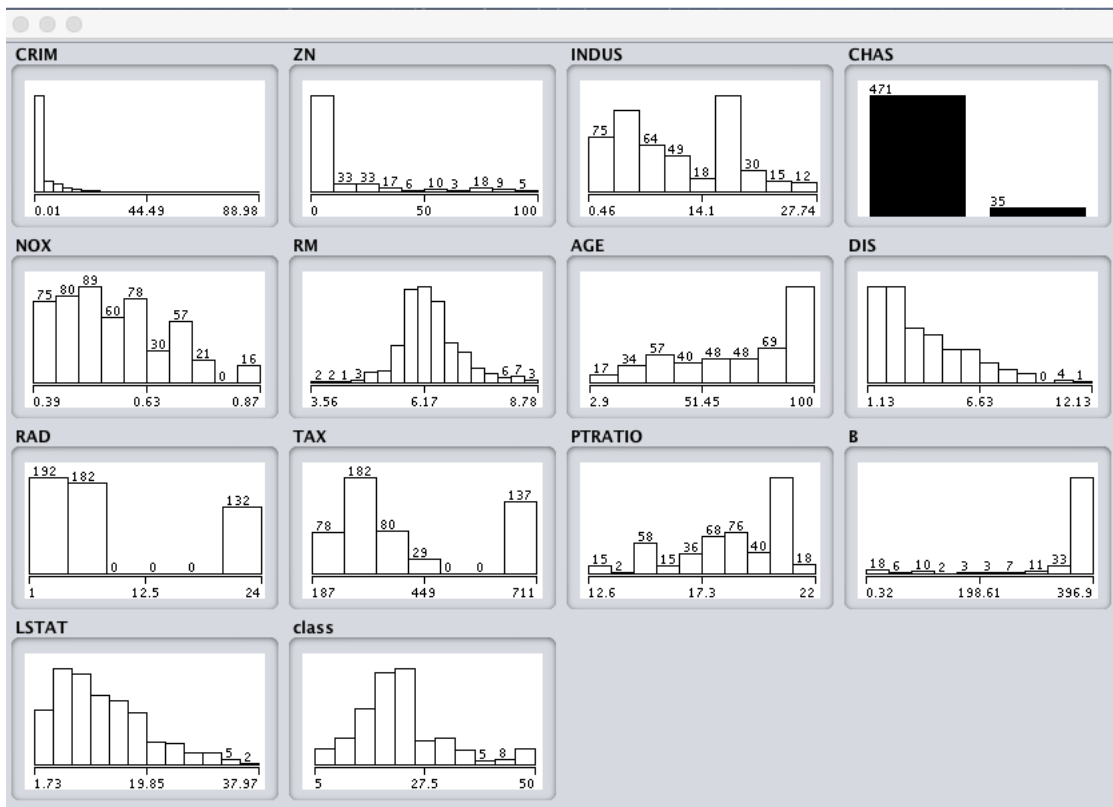 CRIM ZN INDUS CHAS
0.01 44.49 88.98
33 33 17 6 10 3 18 9 5
0 50 100
75 64 49 18 30 15 12
0.46 14.1 27.74
471
35
NOX RM AGE DIS
75 80 89 60 78 30 57 21 0 16
0.39 0.63 0.87
2 2 1 3 6 7 3
3.56 6.17 8.78
17 34 57 40 48 48 69
2.9 51.45 100
0 4 1
1.13 6.63 12.13
RAD TAX PTRATIO B
192 182 0 0 0 132
1 12.5 24
78 182 80 29 0 0 137
187 449 711
15 2 58 15 36 68 76 40 18
12.6 17.3 22
18 6 10 2 3 3 7 11 33
0.32 198.61 396.9
LSTAT class
5 2
1.73 19.85 37.97
5 8
5 27.5 50